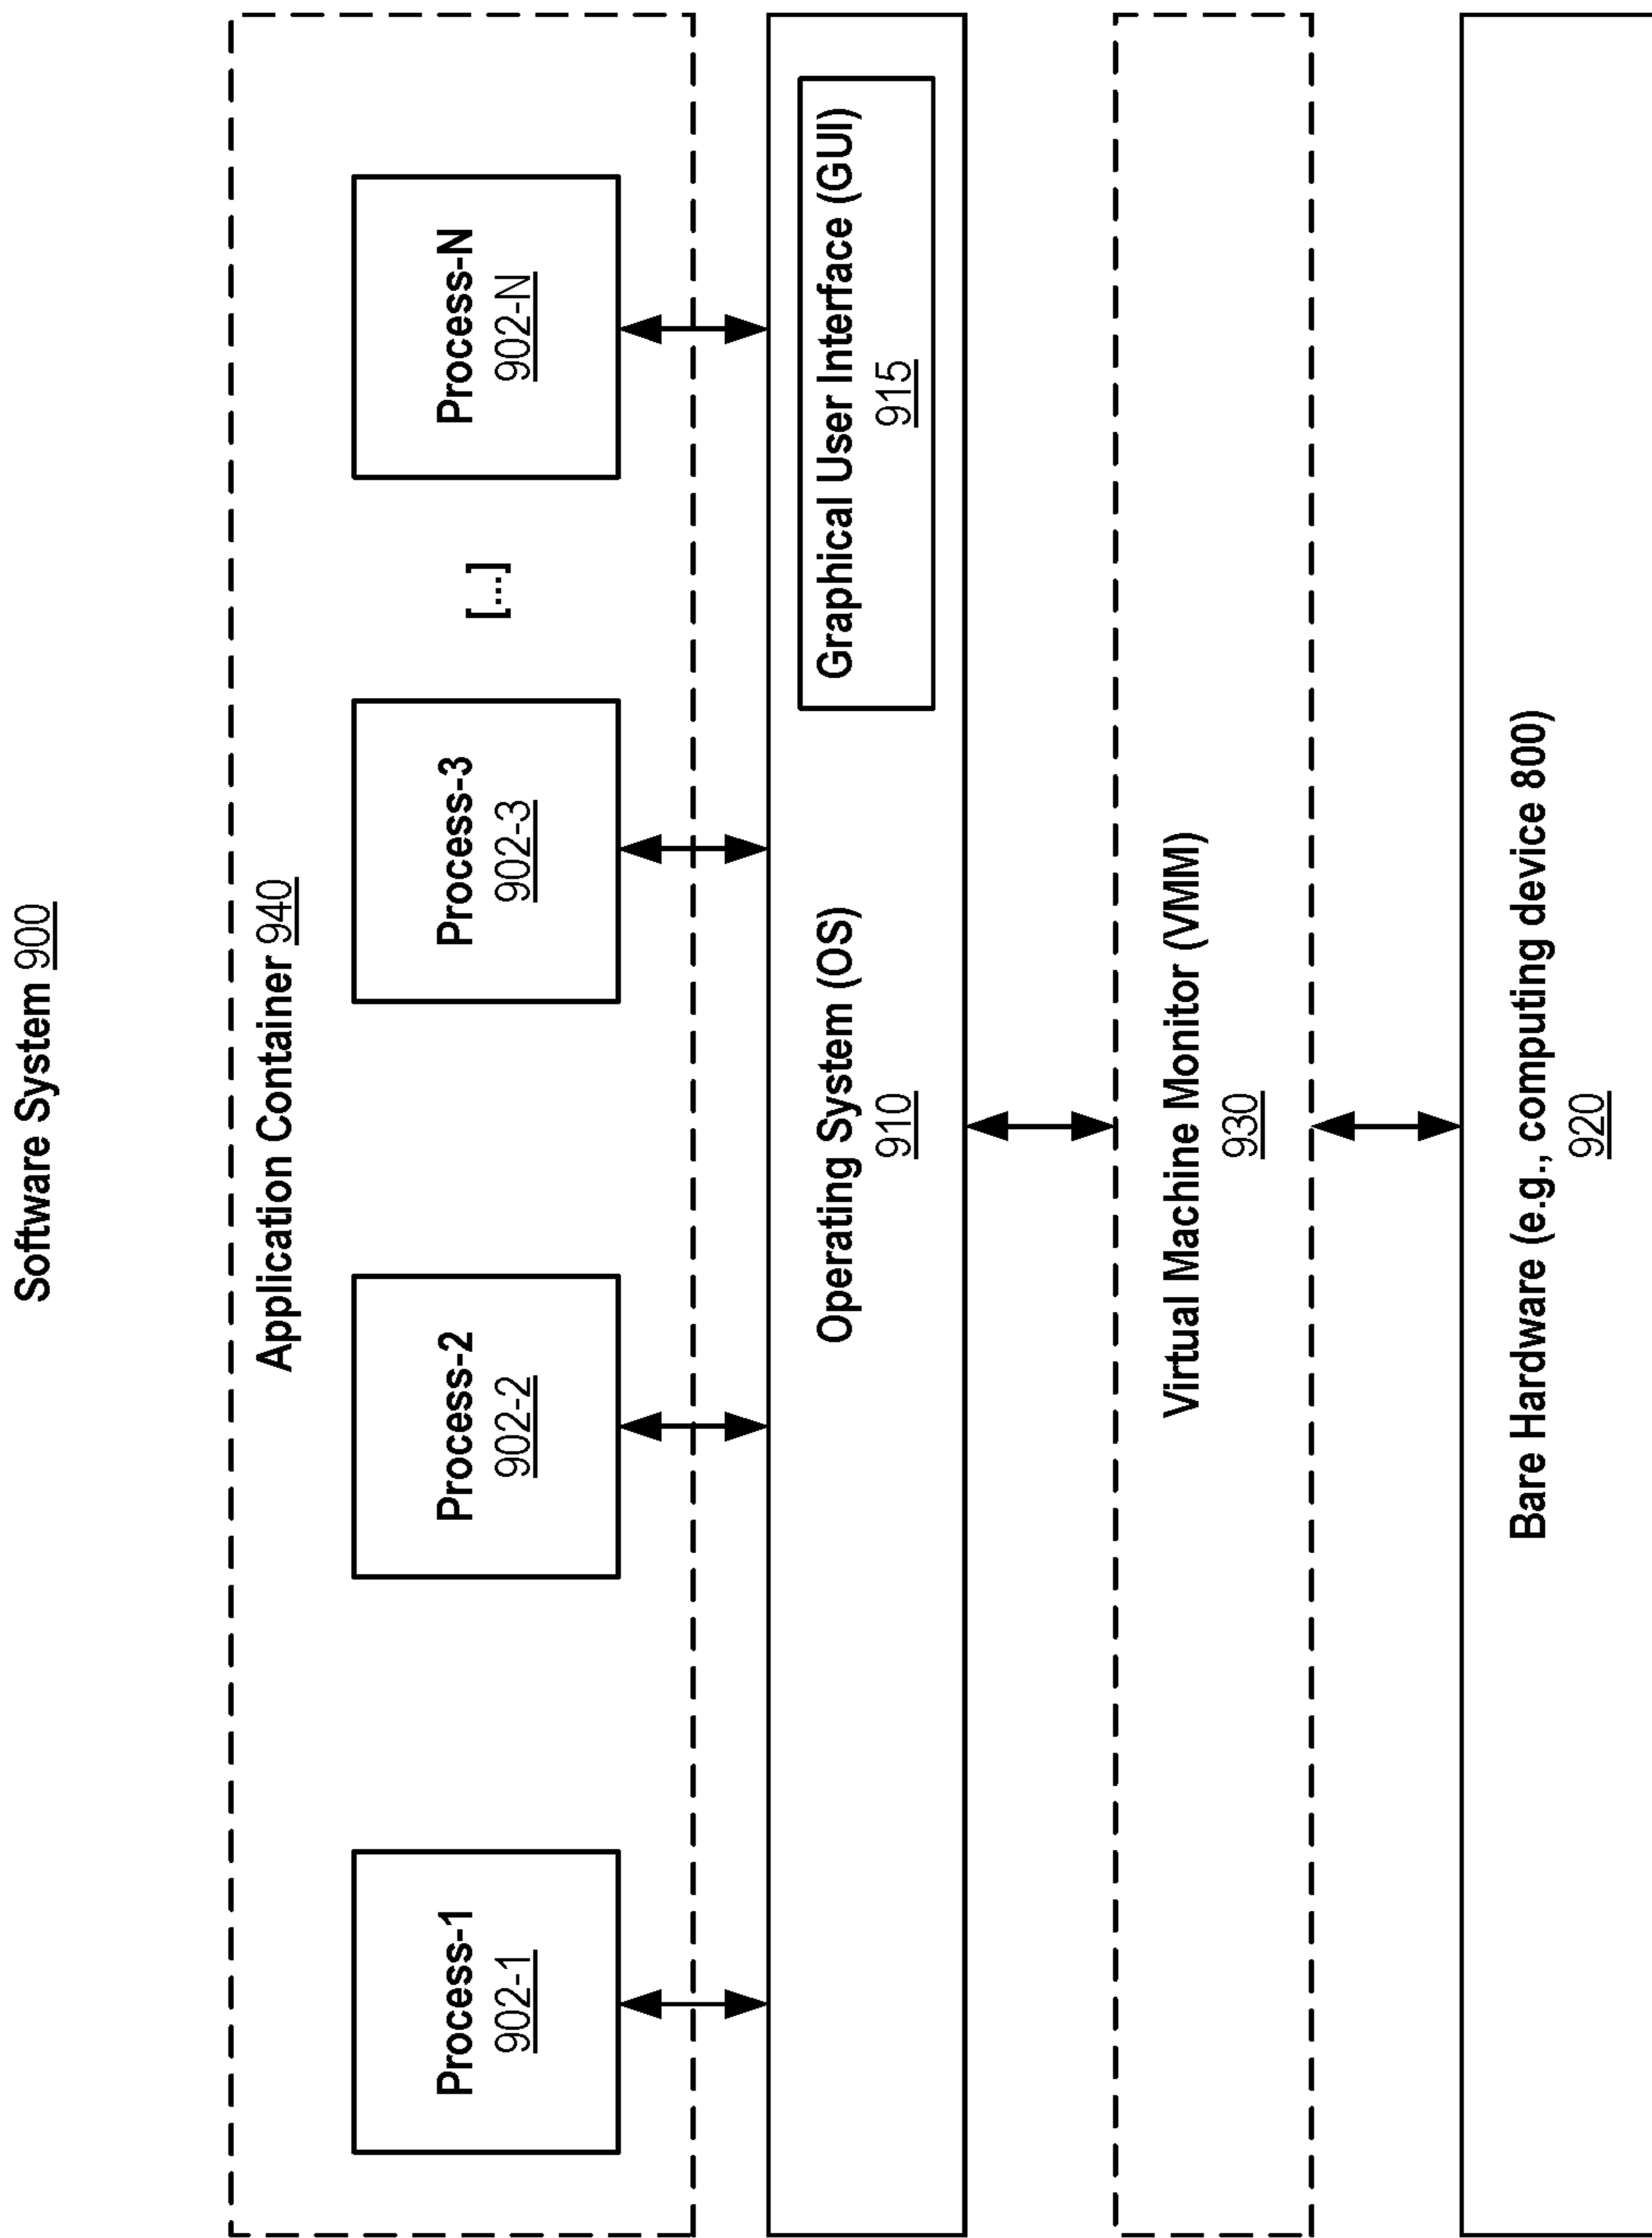 Software System 900
Application Container 940
Process-1
902-1
Process-2
902-2
Process-3
902-3
[...]
Process-N
902-N
Operating System (OS)
910
Graphical User Interface (GUI)
915
Virtual Machine Monitor (VMM)
930
Bare Hardware (e.g., computing device 800)
920